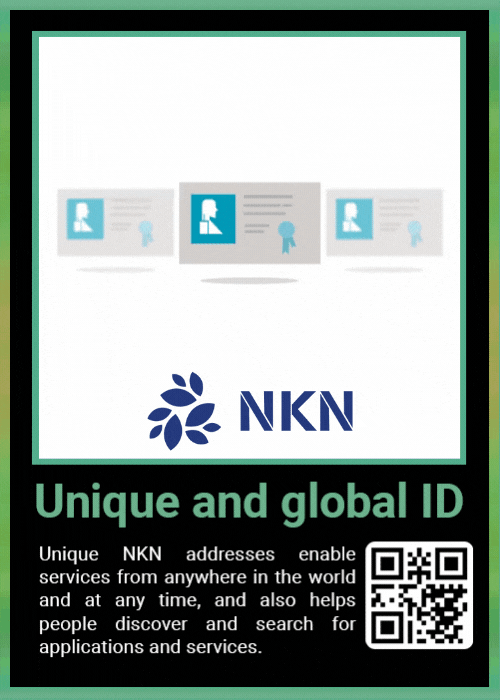 NKN
Unique and global ID
Unique NKN addresses enable
services from anywhere in the world
and at any time, and also helps
people discover and search for
applications and services.